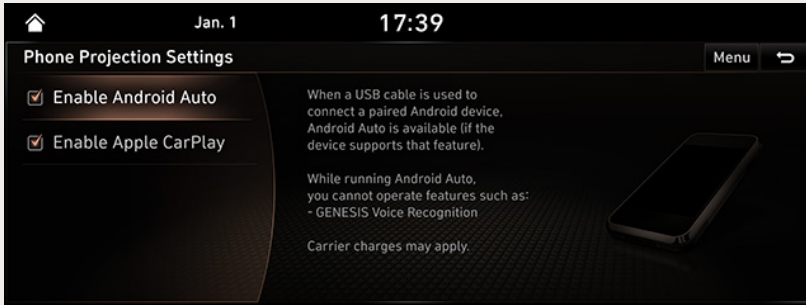 Jan. 1
17:39
Phone Projection Settings
Menu
Enable Android Auto
Enable Apple CarPlay
When a USB cable is used to
connect a paired Android device,
Android Auto is available (if the
device supports that feature).
While running Android Auto,
you cannot operate features such as:
- GENESIS Voice Recognition
Carrier charges may apply.